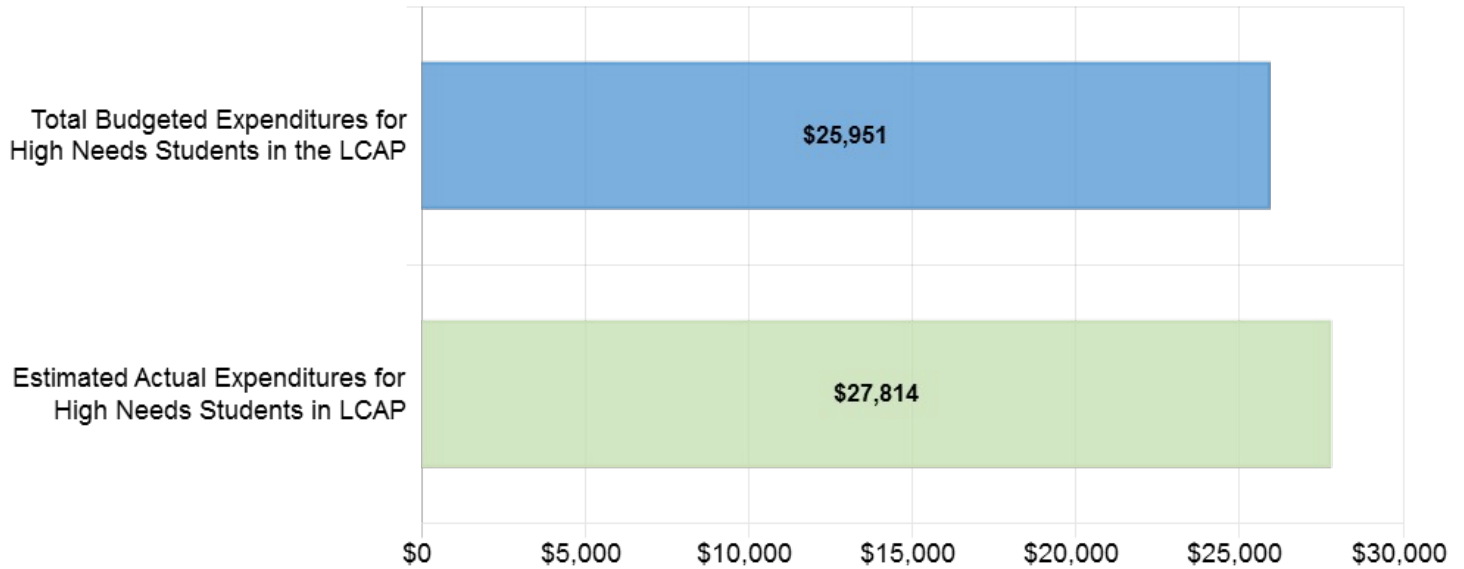 Total Budgeted Expenditures for
High Needs Students in the LCAP
$25,951
Estimated Actual Expenditures for
High Needs Students in LCAP
$27,814
$0
$5,000
$10,000
$15,000
$20,000
$25,000
$30,000